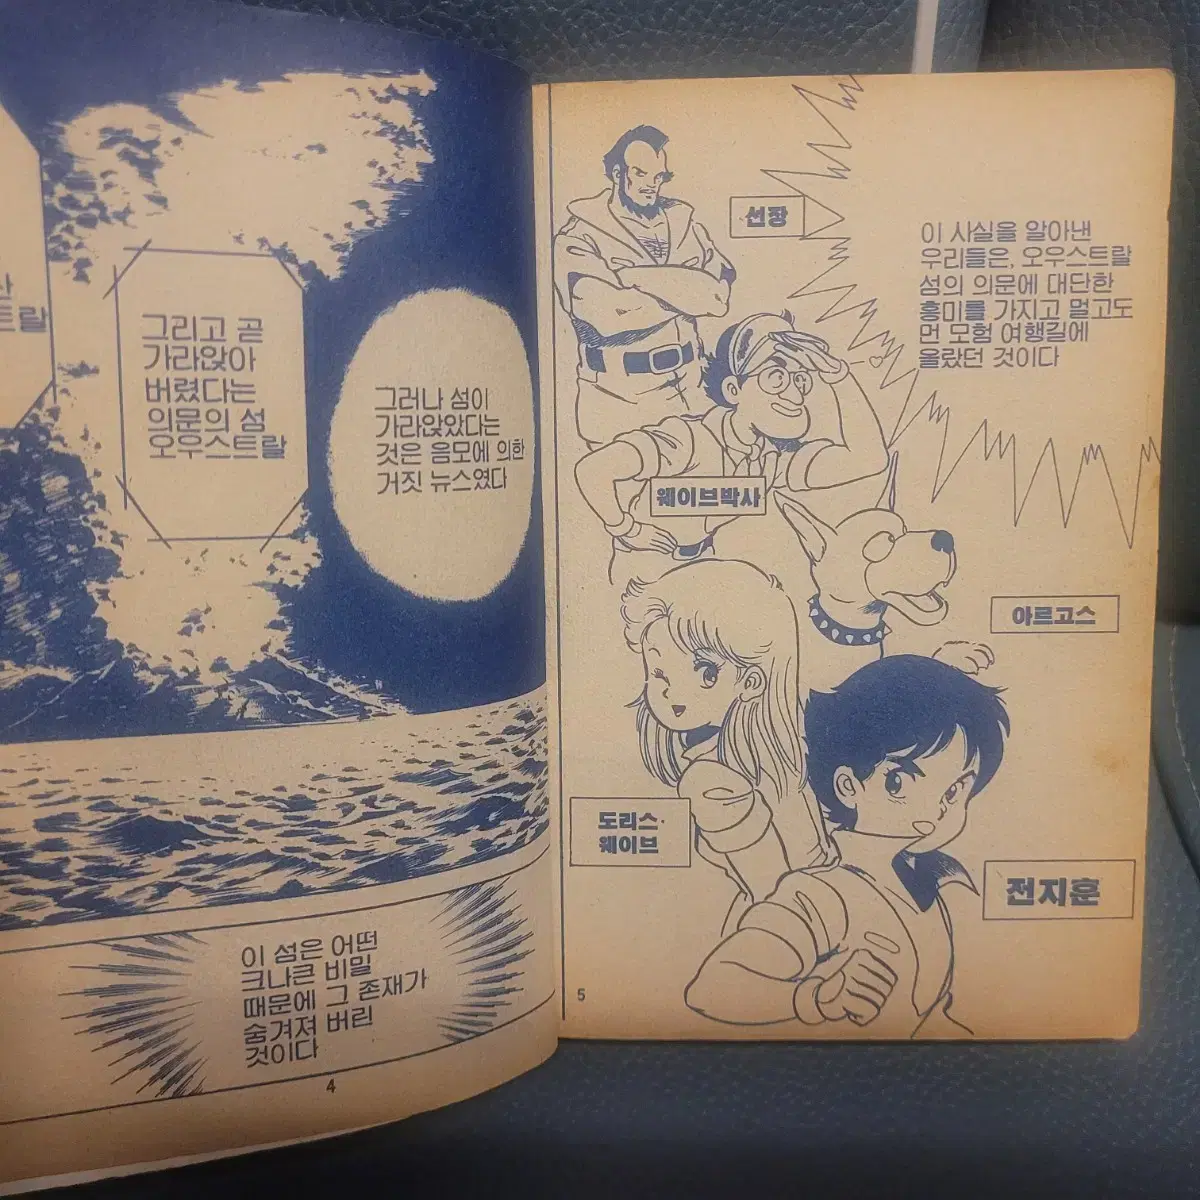 트랄
그리고 곧
가라앉아
버렸다는
의문의 섬
오우스트랄
그러나 섬이
가라앉았다는
것은 음모에 의한
거짓 뉴스였다
이 섬은 어떤
크나큰 비밀
때문에 그 존재가
숨겨져 버린
것이다
4
선장
이 사실을 알아낸
우리들은, 오우스트랄
섬의 의문에 대단한
흥미를 가지고 멀고도
먼 모험 여행길에
올랐던 것이다
웨이브박사
아르고스
도리스·
웨이브
전지훈
5